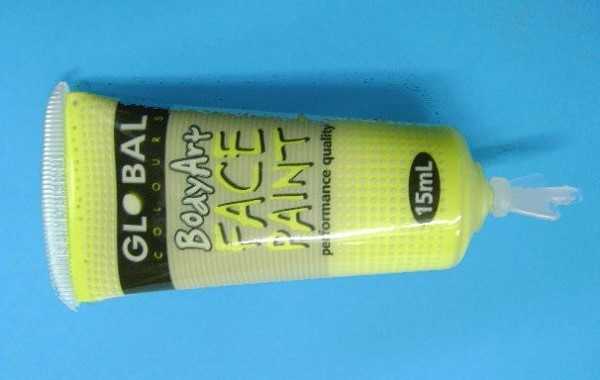 GLOBAL
COLOURS
BodyArt
FACE
PAINT
performance quality
15mL